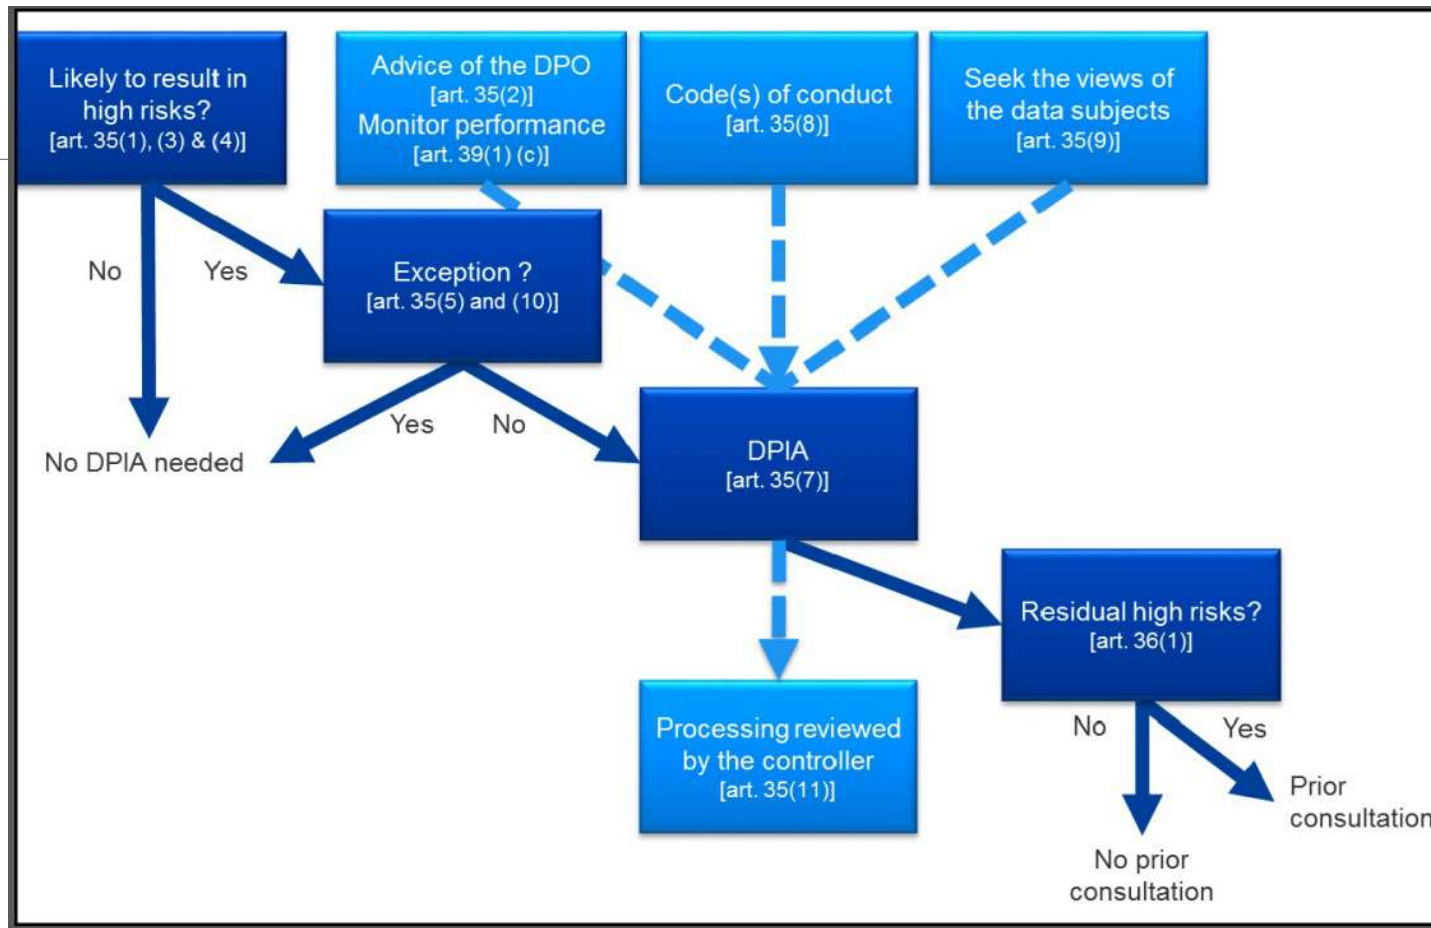 Likely to result in
high risks?
[art. 35(1), (3) & (4)]
Advice of the DPO
[art. 35(2)]
Monitor performance
[art. 39(1) (c)]
Code(s) of conduct
[art. 35(8)]
Seek the views of
the data subjects
[art. 35(9)]
No
Yes
Exception ?
[art. 35(5) and (10)]
Yes
No
No DPIA needed
DPIA
[art. 35(7)]
Residual high risks?
[art. 36(1)]
Processing reviewed
by the controller
[art. 35(11)]
No
Yes
Prior
consultation
No prior
consultation